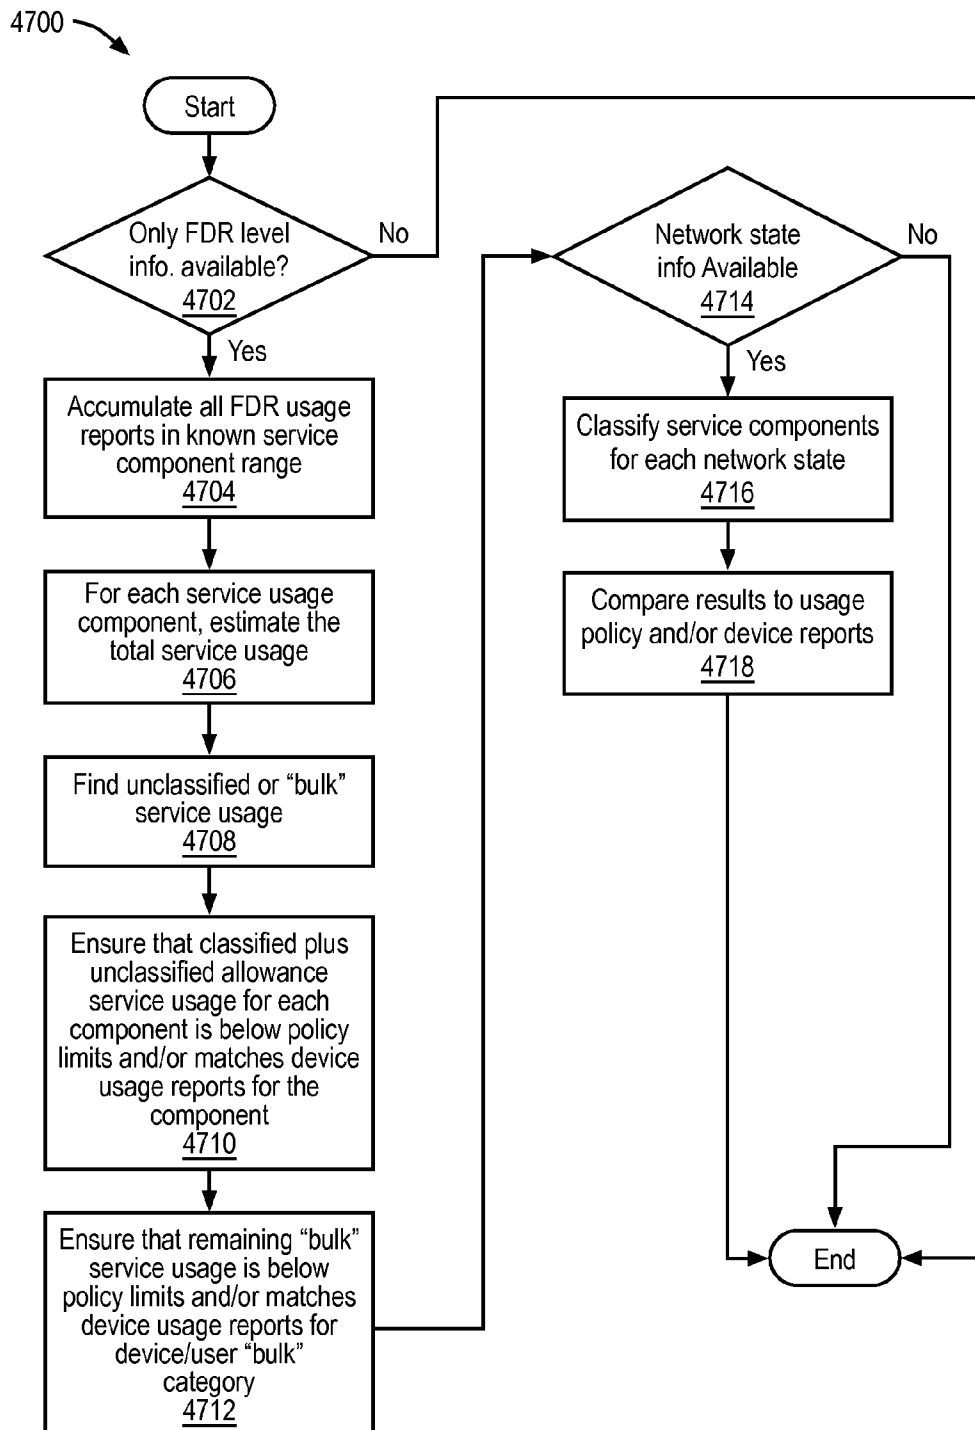 4700
Start
Only FDR level
info. available?
4702
No
Yes
Accumulate all FDR usage
reports in known service
component range
4704
For each service usage
component, estimate the
total service usage
4706
Find unclassified or “bulk”
service usage
4708
Ensure that classified plus
unclassified allowance
service usage for each
component is below policy
limits and/or matches device
usage reports for the
component
4710
Ensure that remaining “bulk”
service usage is below
policy limits and/or matches
device usage reports for
device/user “bulk”
category
4712
Network state
info Available
4714
No
Yes
Classify service components
for each network state
4716
Compare results to usage
policy and/or device reports
4718
End